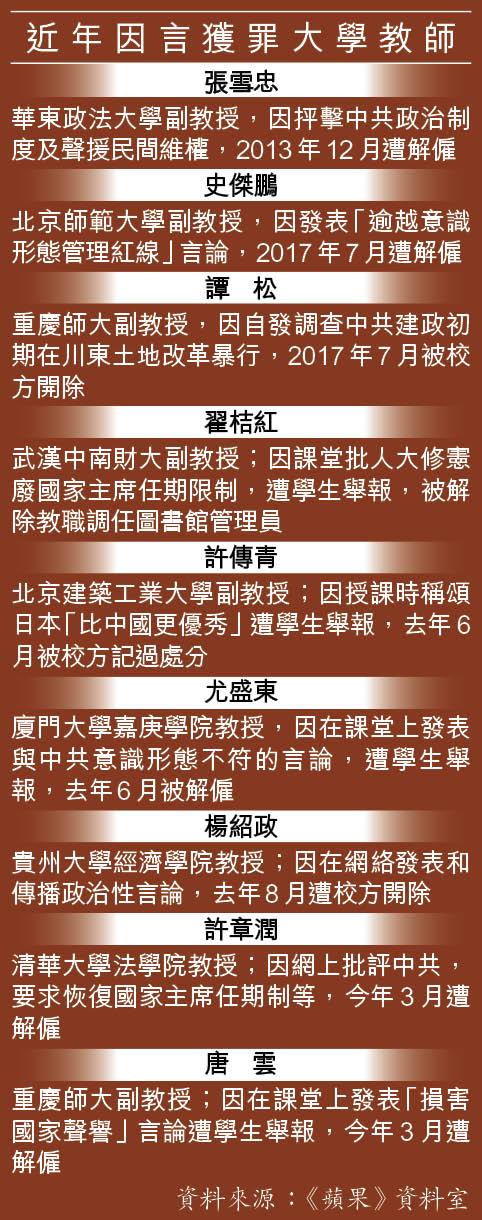 近年因言獲罪大學教師
張雪忠
華東政法大學副教授，因抨擊中共政治制
度及聲援民間維權，2013年12月遭解僱
史傑鵬
北京師範大學副教授，因發表「逾越意識
形態管理紅線」言論，2017年7月遭解僱
譚　松
重慶師大副教授，因自發調查中共建政初
期在川東土地改革暴行，2017年7月被校
方開除
翟桔紅
武漢中南財大副教授；因課堂批人大修憲
廢國家主席任期限制，遭學生舉報，被解
除教職調任圖書館管理員
許傳青
北京建築工業大學副教授；因授課時稱頌
日本「比中國更優秀」遭學生舉報，去年6
月被校方記過處分
尤盛東
廈門大學嘉庚學院教授，因在課堂上發表
與中共意識形態不符的言論，遭學生舉
報，去年6月被解僱
楊紹政
貴州大學經濟學院教授；因在網絡發表和
傳播政治性言論，去年8月遭校方開除
許章潤
清華大學法學院教授；因網上批評中共，
要求恢復國家主席任期制等，今年3月遭
解僱
唐　雲
重慶師大副教授；因在課堂上發表「損害
國家聲譽」言論遭學生舉報，今年3月遭
解僱
資料來源：《蘋果》資料室